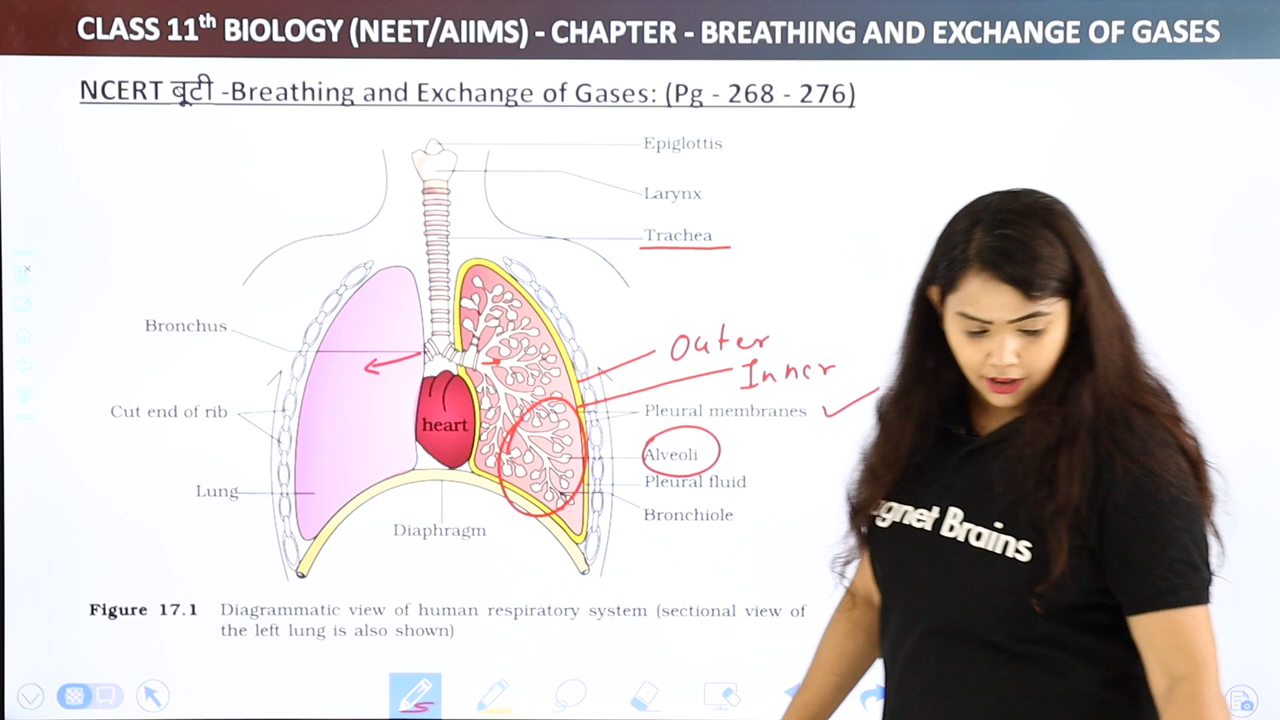 CLASS 11th BIOLOGY (NEET/AIIMS) - CHAPTER - BREATHING AND EXCHANGE OF GASES
NCERT बूटी -Breathing and Exchange of Gases: (Pg - 268 - 276)
Epiglottis
Larynx
Trachea
Bronchus
Outer
Inner
Cut end of rib
Pleural membranes
heart
Alveoli
Pleural fluid
Lung
Bronchiole
Diaphragm
gnet Brains
Figure 17.1 Diagrammatic view of human respiratory system (sectional view of
the left lung is also shown)